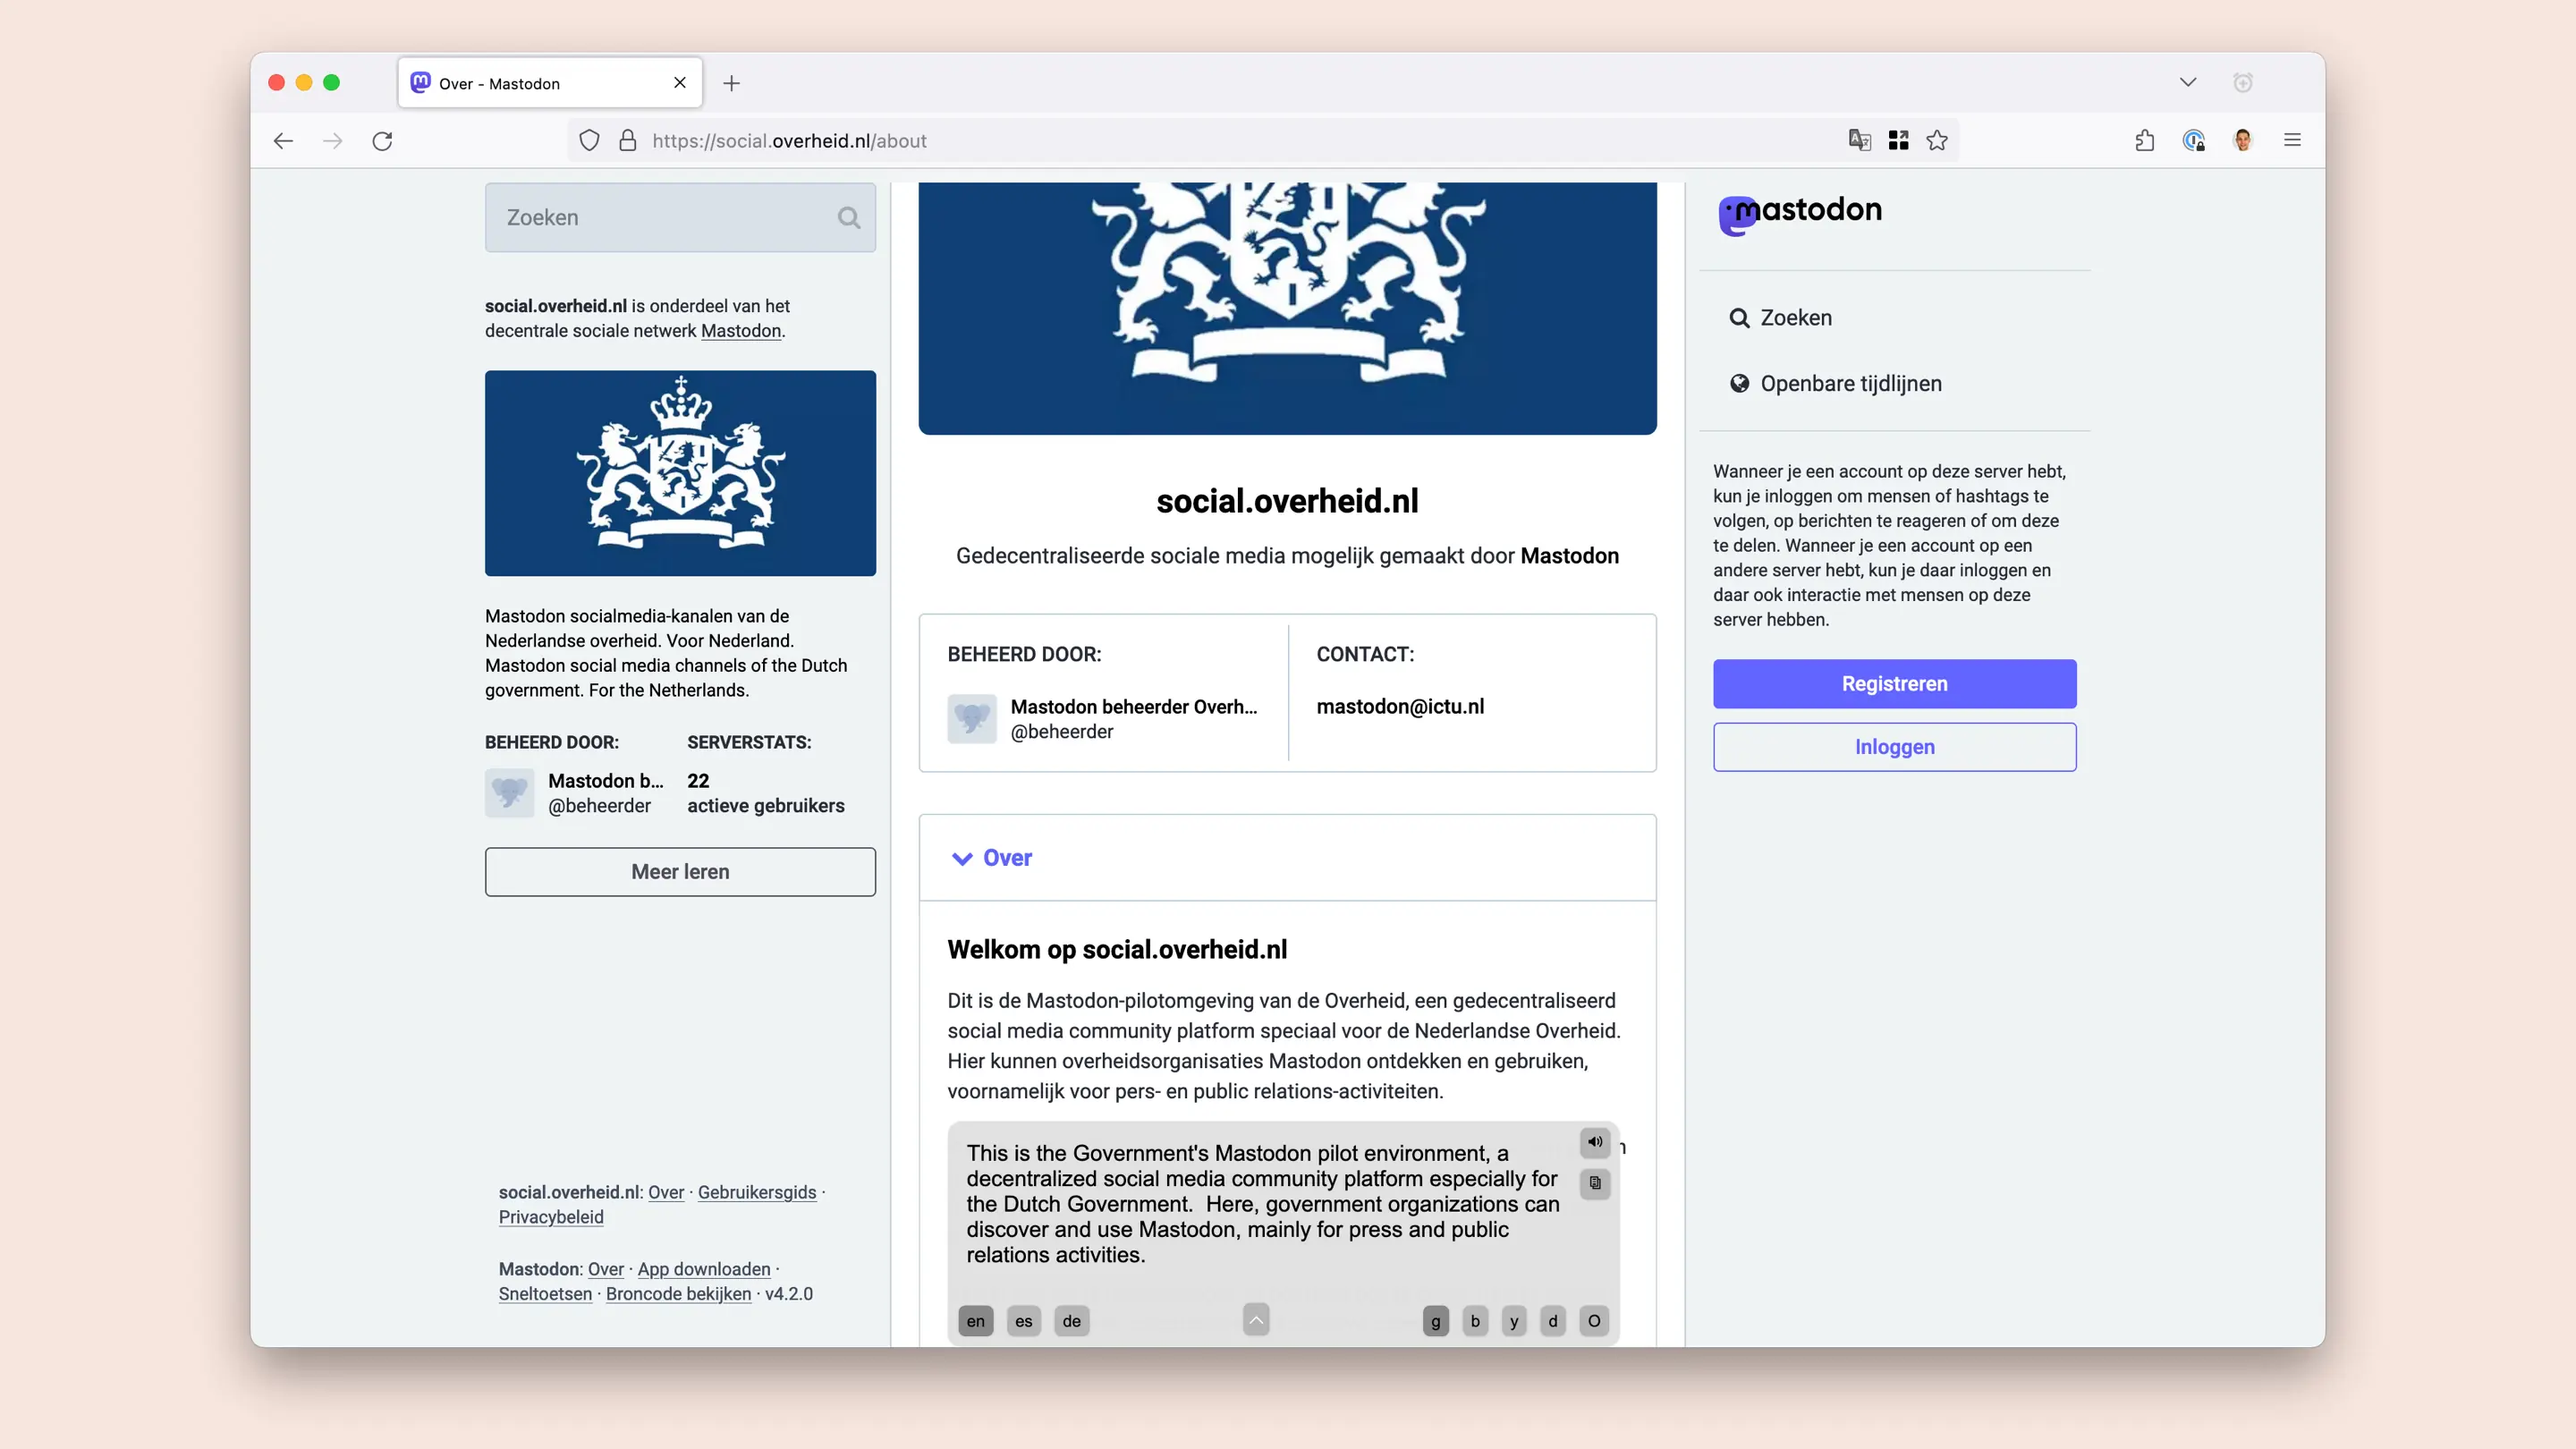 Over - Mastodon
https://social.overheid.nl/about
Zoeken
social.overheid.nl is onderdeel van het
decentrale sociale netwerk Mastodon.
Mastodon socialmedia-kanalen van de
Nederlandse overheid. Voor Nederland.
Mastodon social media channels of the Dutch
government. For the Netherlands.
BEHEERD DOOR:
Mastodon b...
@beheerder
SERVERSTATS:
22
actieve gebruikers
Meer leren
social.overheid.nl: Over · Gebruikersgids ·
Privacybeleid
Mastodon: Over · App downloaden ·
Sneltoetsen · Broncode bekijken · v4.2.0
social.overheid.nl
Gedecentraliseerde sociale media mogelijk gemaakt door Mastodon
BEHEERD DOOR:
Mastodon beheerder Overh...
@beheerder
CONTACT:
mastodon@ictu.nl
Over
Welkom op social.overheid.nl
Dit is de Mastodon-pilotomgeving van de Overheid, een gedecentraliseerd
social media community platform speciaal voor de Nederlandse Overheid.
Hier kunnen overheidsorganisaties Mastodon ontdekken en gebruiken,
voornamelijk voor pers- en public relations-activiteiten.
This is the Government's Mastodon pilot environment, a
decentralized social media community platform especially for
the Dutch Government. Here, government organizations can
discover and use Mastodon, mainly for press and public
relations activities.
en es de g b y d O
mastodon
Zoeken
Openbare tijdlijnen
Wanneer je een account op deze server hebt,
kun je inloggen om mensen of hashtags te
volgen, op berichten te reageren of om deze
te delen. Wanneer je een account op een
andere server hebt, kun je daar inloggen en
daar ook interactie met mensen op deze
server hebben.
Registreren
Inloggen